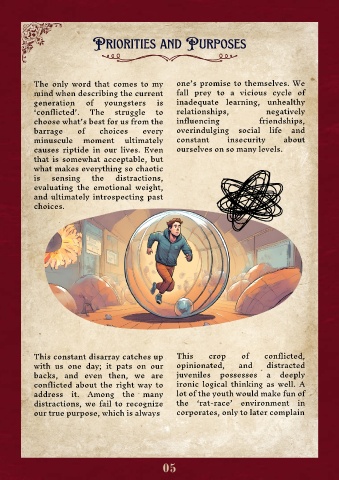 PRIORITIES AND PURPOSES
The only word that comes to my
mind when describing the current
generation of youngsters is
‘conflicted’. The struggle to
choose what’s best for us from the
barrage of choices every
minuscule moment ultimately
causes riptide in our lives. Even
that is somewhat acceptable, but
what makes everything so chaotic
is sensing the distractions,
evaluating the emotional weight,
and ultimately introspecting past
choices.
This constant disarray catches up
with us one day; it pats on our
backs, and even then, we are
conflicted about the right way to
address it. Among the many
distractions, we fail to recognize
our true purpose, which is always
one’s promise to themselves. We
fall prey to a vicious cycle of
inadequate learning, unhealthy
relationships, negatively
influencing friendships,
overindulging social life and
constant insecurity about
ourselves on so many levels.
This crop of conflicted,
opinionated, and distracted
juveniles possesses a deeply
ironic logical thinking as well. A
lot of the youth would make fun of
the ‘rat-race’ environment in
corporates, only to later complain
05